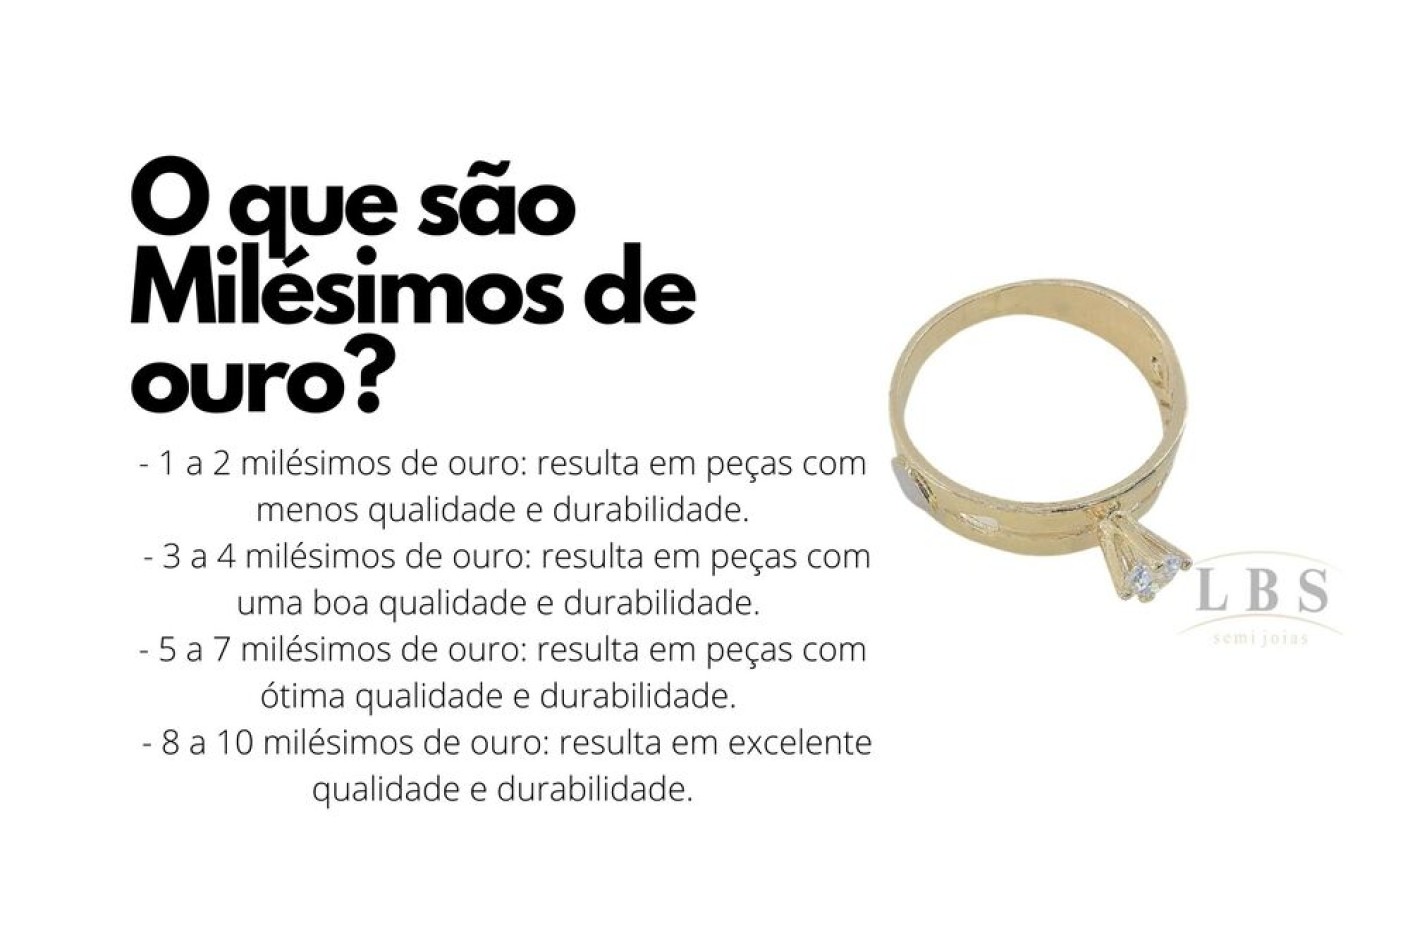 O que são
Milésimos de
ouro?
- 1 a 2 milésimos de ouro: resulta em peças com
menos qualidade e durabilidade.
- 3 a 4 milésimos de ouro: resulta em peças com
uma boa qualidade e durabilidade.
- 5 a 7 milésimos de ouro: resulta em peças com
ótima qualidade e durabilidade.
- 8 a 10 milésimos de ouro: resulta em excelente
qualidade e durabilidade.
LBS
semijoias